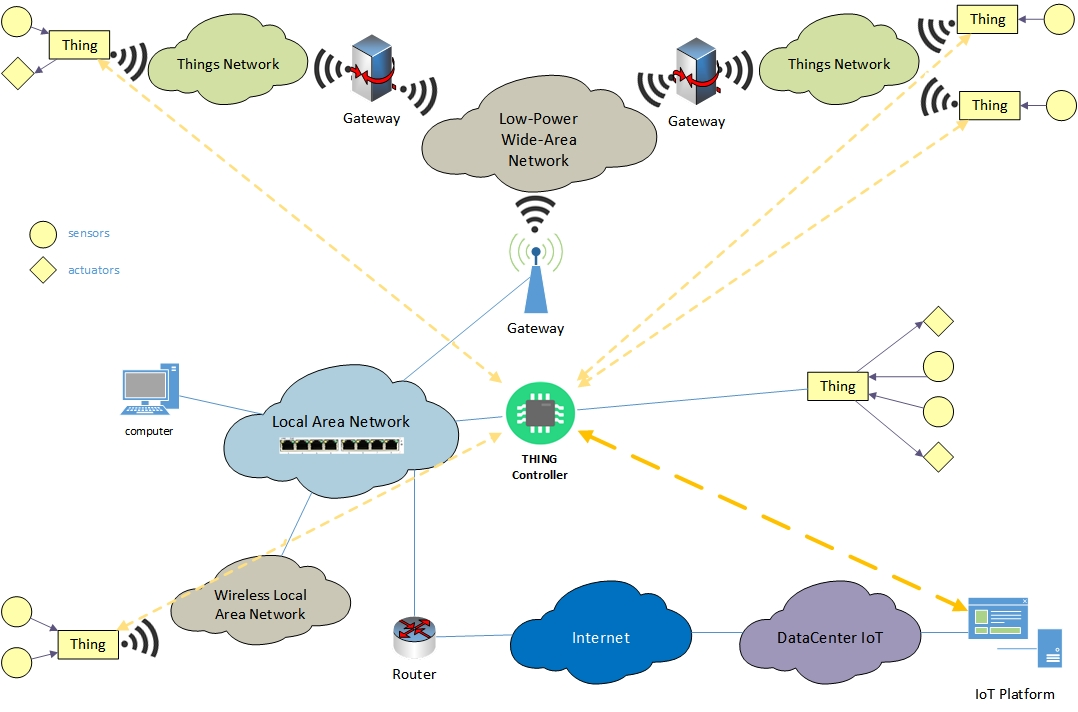 Thing
Things Network
Gateway
Low-Power
Wide-Area
Network
Gateway
Things Network
Thing
Thing
sensors
actuators
Gateway
computer
Local Area Network
THING
Controller
Thing
Wireless Local
Area Network
Thing
Router
Internet
DataCenter IoT
IoT Platform